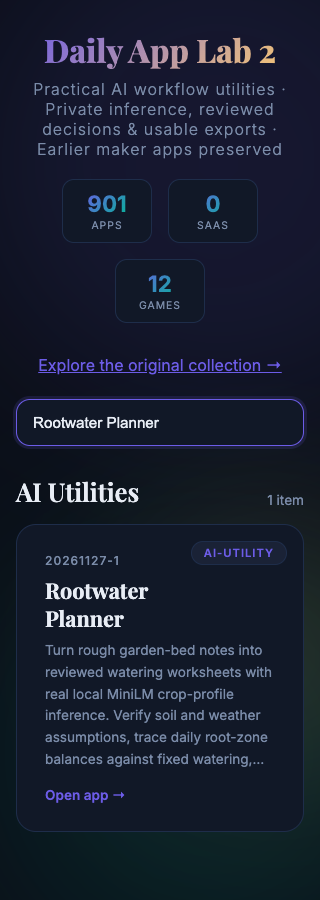 Daily App Lab 2
Practical AI workflow utilities ·
Private inference, reviewed
decisions & usable exports ·
Earlier maker apps preserved
901
APPS
0
SAAS
12
GAMES
Explore the original collection →
Rootwater Planner
AI Utilities
1 item
20261127-1
AI-UTILITY
Rootwater
Planner
Turn rough garden-bed notes into
reviewed watering worksheets with
real local MiniLM crop-profile
inference. Verify soil and weather
assumptions, trace daily root-zone
balances against fixed watering,...
Open app →